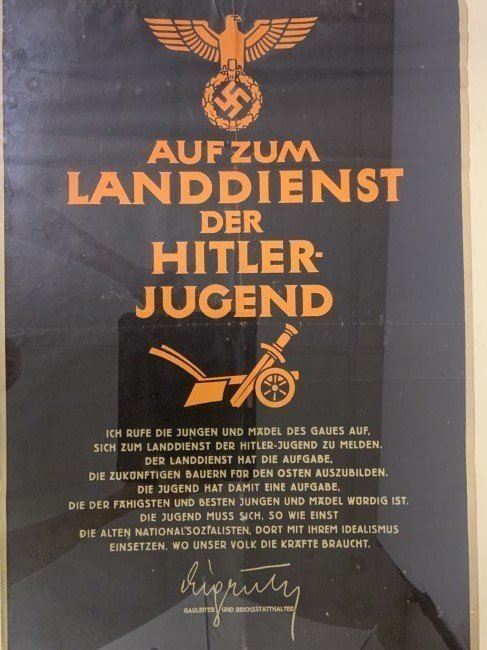 AUF ZUM
LANDDIENST
DER
HITLER-
JUGEND
ICH RUFE DIE JUNGEN UND MÄDEL DES GAUES AUF,
SICH ZUM LANDDIENST DER HITLER-JUGEND ZU MELDEN.
DER LANDDIENST HAT DIE AUFGABE,
DIE ZUKÜNFTIGEN BAUERN FÜR DEN OSTEN AUSZUBILDEN.
DIE JUGEND HAT DAMIT EINE AUFGABE,
DIE DER FÄHIGSTEN UND BESTEN JUNGEN UND MÄDEL WÜRDIG IST.
DIE JUGEND MUSS SICH, SO WIE EINST
DIE ALTEN NATIONALSOZIALISTEN, DORT MIT IHREM IDEALISMUS
EINSETZEN, WO UNSER VOLK DIE KRÄFTE BRAUCHT.
GAULEITER UND REICHSSTATTHALTER